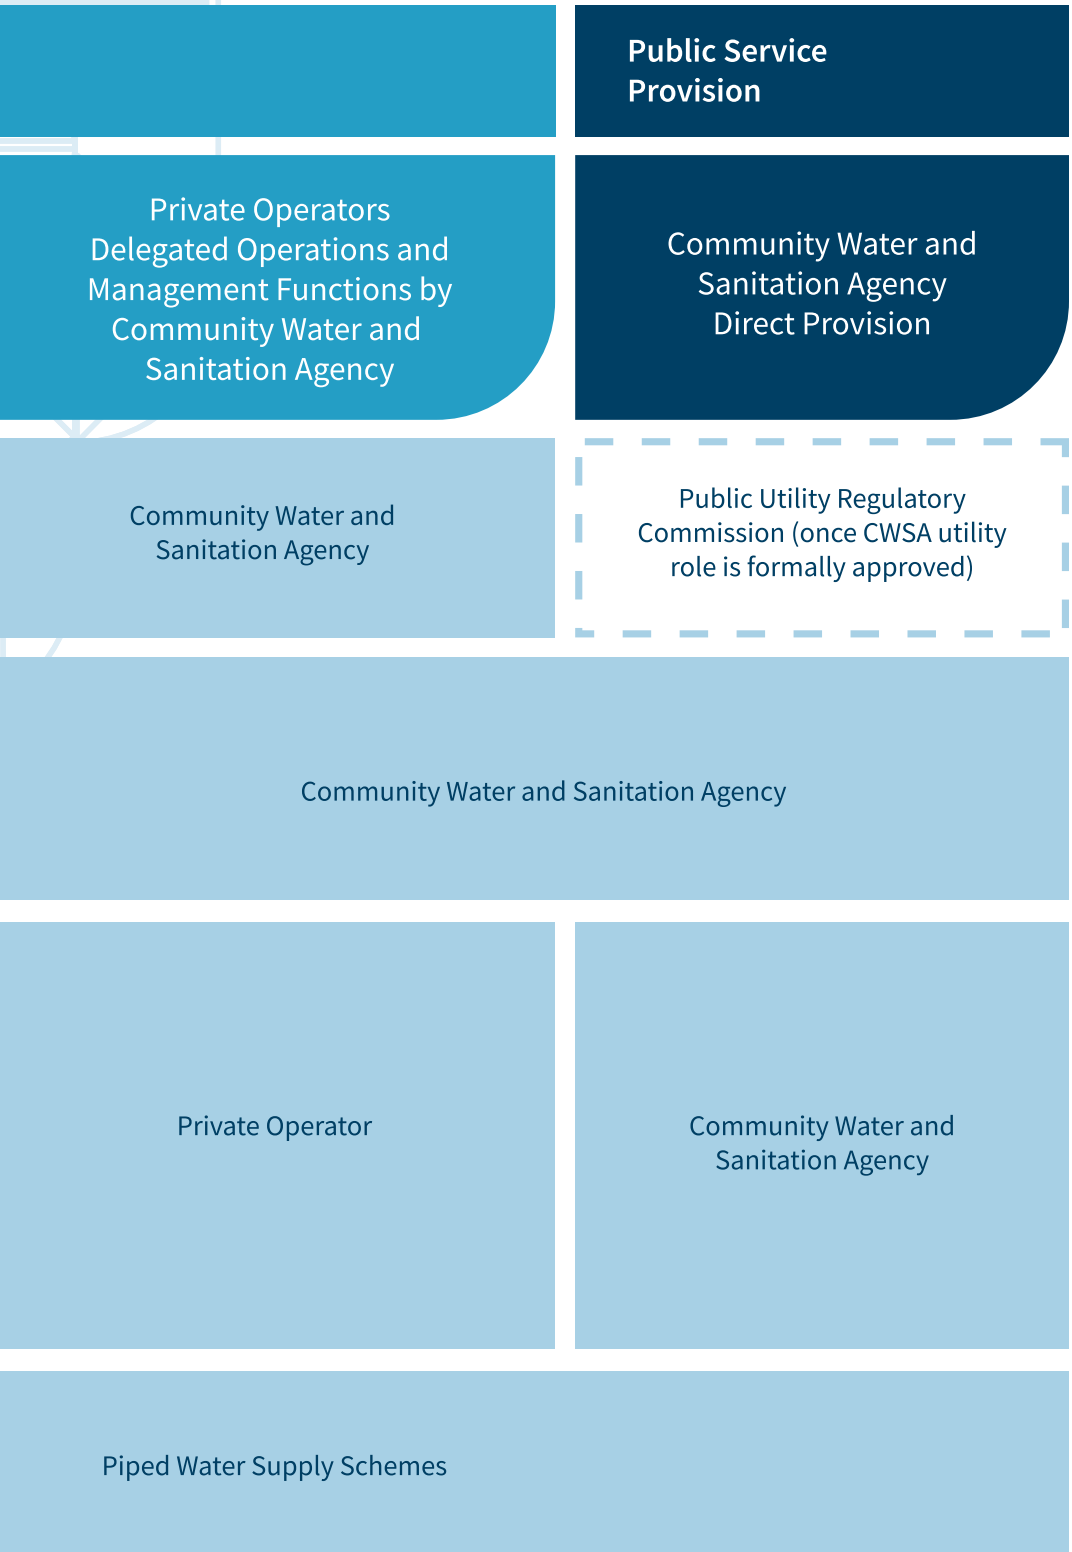 Public Service
Provision
Private Operators
Delegated Operations and
Management Functions by
Community Water and
Sanitation Agency
Community Water and
Sanitation Agency
Direct Provision
Community Water and
Sanitation Agency
Public Utility Regulatory
Commission (once CWSA utility
role is formally approved)
Community Water and Sanitation Agency
Private Operator
Community Water and
Sanitation Agency
Piped Water Supply Schemes